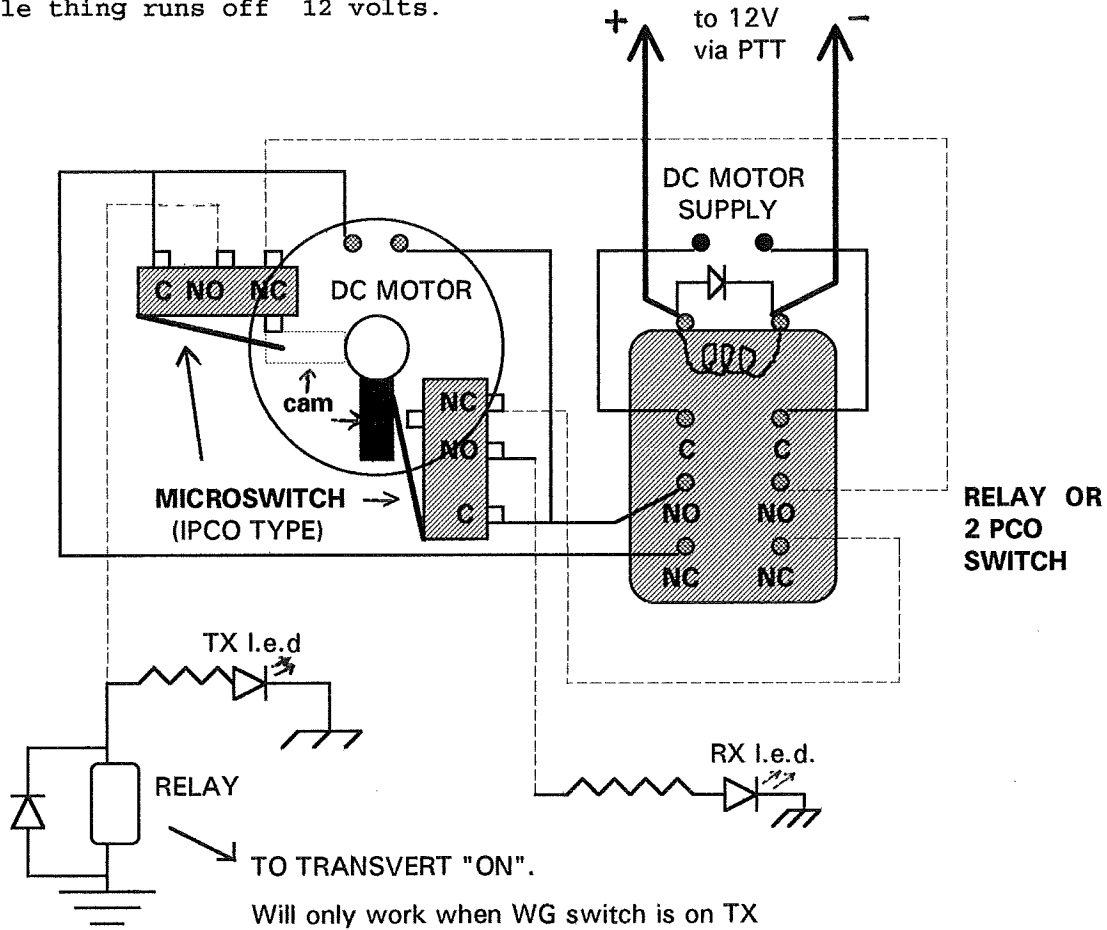 le thing runs off 12 volts.
+ to 12V −
via PTT
DC MOTOR
SUPPLY
C NO NC
DC MOTOR
cam
NC
NO
C
MICROSWITCH
(IPCO TYPE)
C C
NO NO
NC NC
RELAY OR
2 PCO
SWITCH
TX l.e.d
RX l.e.d.
RELAY
TO TRANSVERT "ON".
Will only work when WG switch is on TX